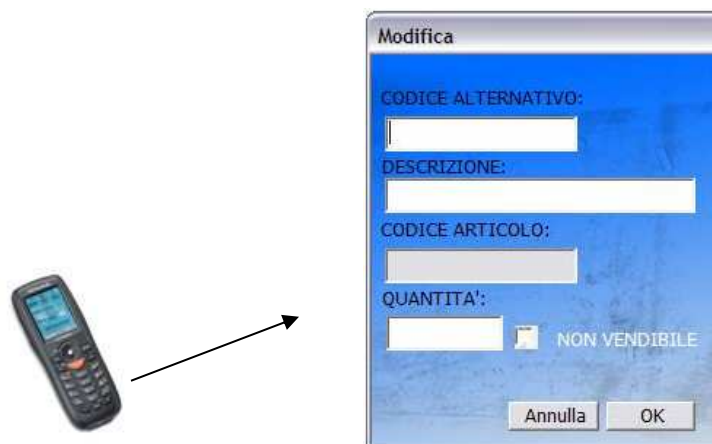 Modifica
CODICE ALTERNATIVO:
DESCRIZIONE:
CODICE ARTICOLO:
QUANTITA':
NON VENDIBILE
Annulla
OK